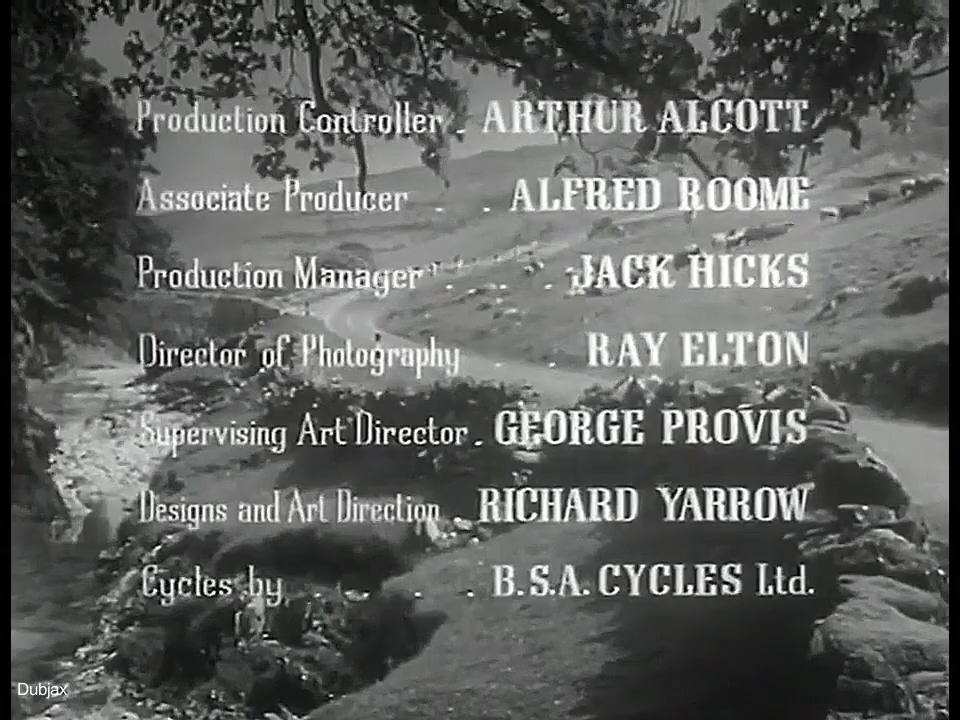 Production Controller . ARTHUR ALCOTT
Associate Producer . . ALFRED ROOME
Production Manager . . . JACK HICKS
Director of Photography . . RAY ELTON
Supervising Art Director . GEORGE PROVIS
Designs and Art Direction . RICHARD YARROW
Cycles by . . . . B.S.A. CYCLES Ltd.
Dubjax